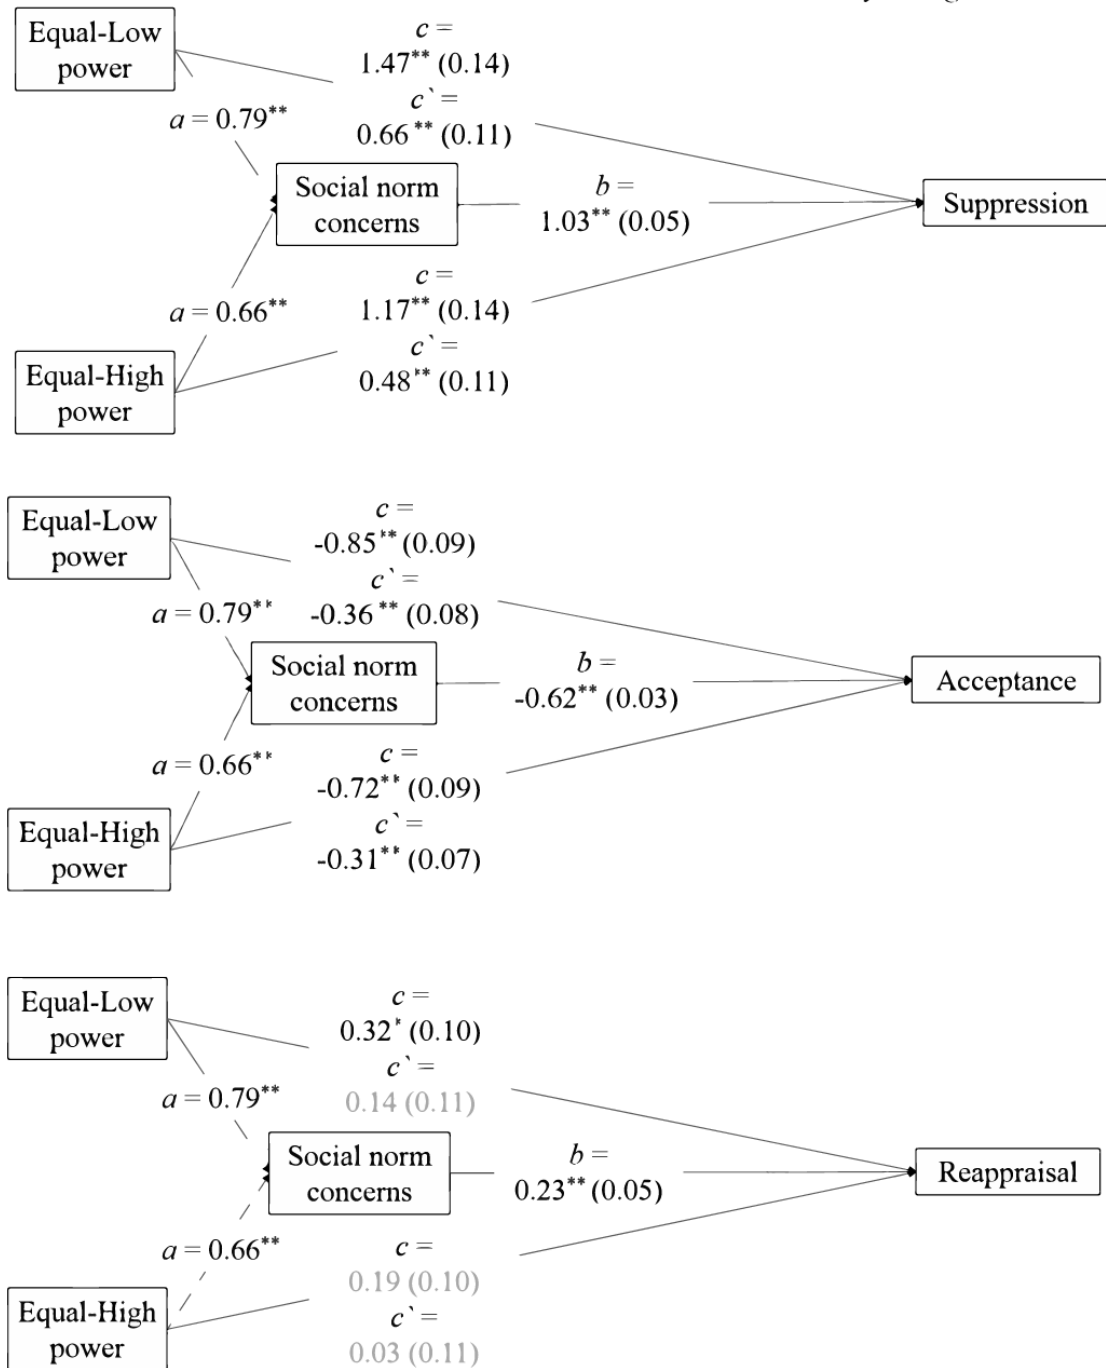 Equal-Low
power
c =
1.47** (0.14)
c` =
0.66 ** (0.11)
a = 0.79**
Social norm
concerns
b =
1.03** (0.05)
Suppression
a = 0.66**
c =
1.17** (0.14)
c` =
0.48** (0.11)
Equal-High
power
Equal-Low
power
c =
-0.85** (0.09)
c` =
-0.36 ** (0.08)
a = 0.79**
Social norm
concerns
b =
-0.62** (0.03)
Acceptance
a = 0.66**
c =
-0.72** (0.09)
c` =
-0.31** (0.07)
Equal-High
power
Equal-Low
power
c =
0.32* (0.10)
c` =
0.14 (0.11)
a = 0.79**
Social norm
concerns
b =
0.23** (0.05)
Reappraisal
a = 0.66**
c =
0.19 (0.10)
c` =
0.03 (0.11)
Equal-High
power